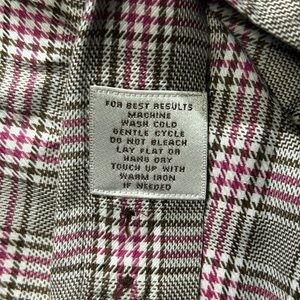 FOR BEST RESULTS
MACHINE
WASH COLD
GENTLE CYCLE
DO NOT BLEACH
LAY FLAT OR
HANG DRY
TOUCH UP WITH
WARM IRON
IF NEEDED